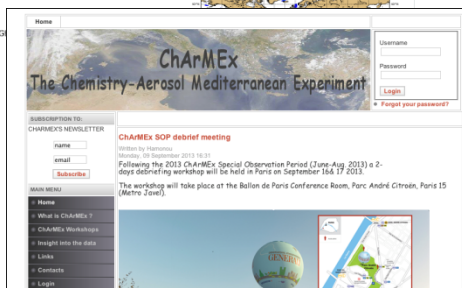 Home
ChArMEx
The Chemistry-Aerosol Mediterranean Experiment
Username
Password
Login
Forgot your password?
SUBSCRIPTION TO:
CHARMEX'S NEWSLETTER
name
email
Subscribe
MAIN MENU
Home
What is ChArMEx ?
ChArMEx Workshops
Insight into the data
Links
Contacts
Login
ChArMEx SOP debrief meeting
Written by Hamonou
Monday, 09 September 2013 16:31
Following the 2013 ChArMEx Special Observation Period (June-Aug. 2013) a 2-
days debriefing workshop will be held in Paris on September 16& 17 2013.
The workshop will take place at the Ballon de Paris Conference Room, Parc André Citroën, Paris 15
(Metro Javel).